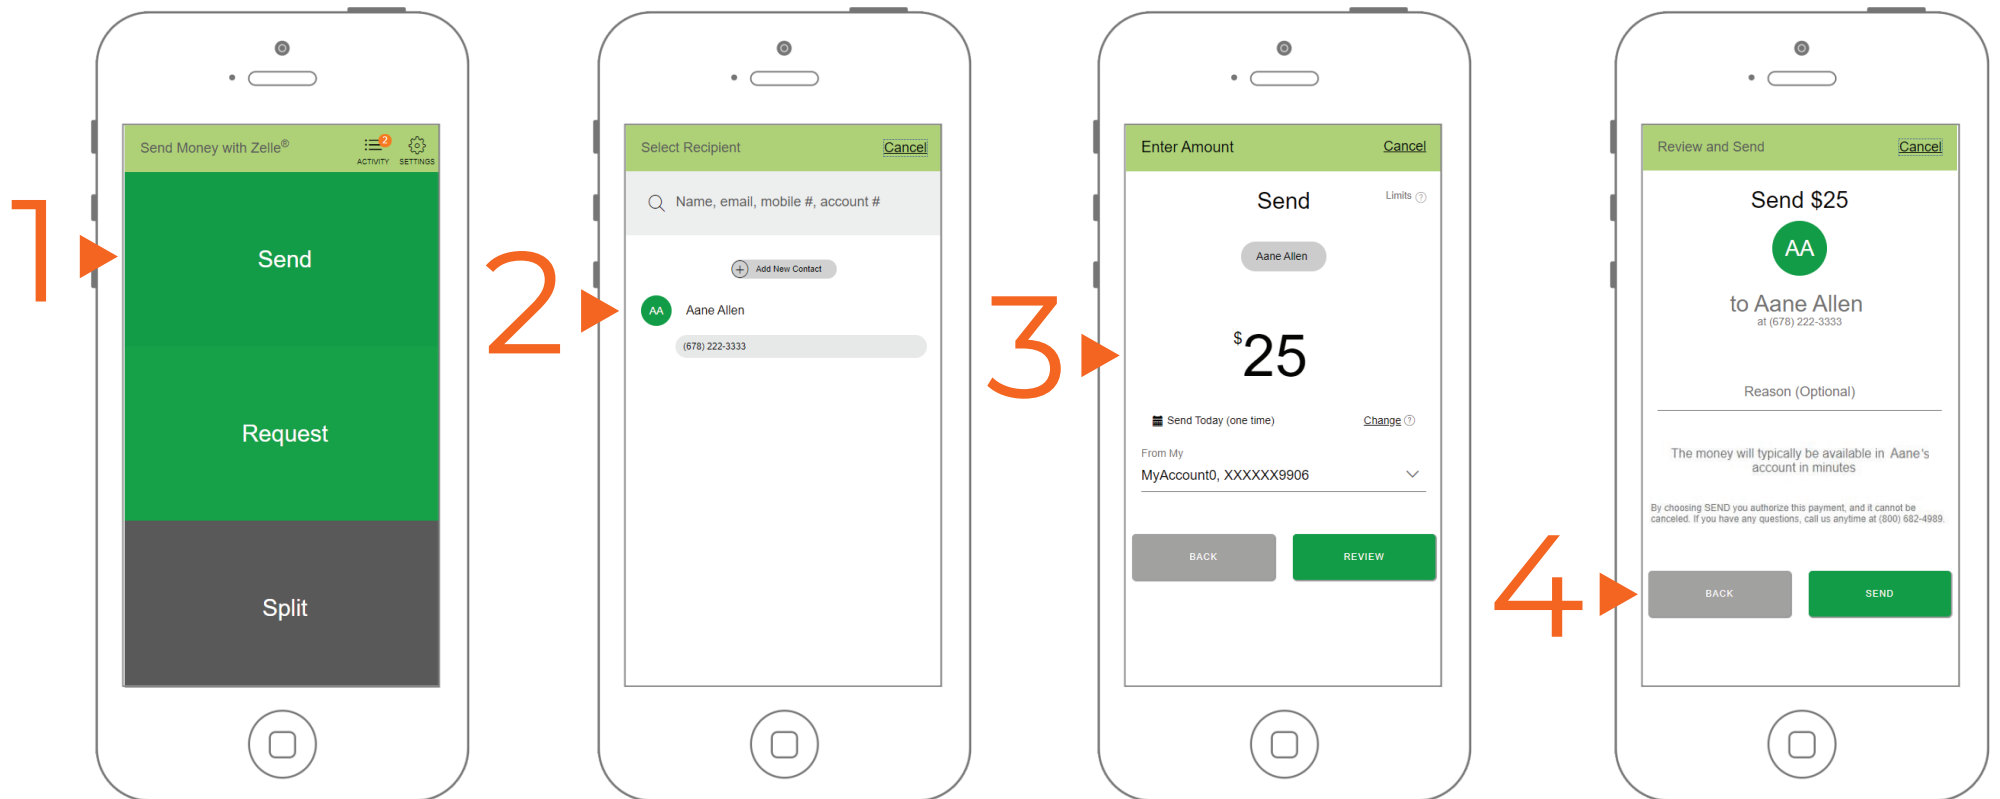 1
Send Money with Zelle®
2
ACTIVITY
SETTINGS
Send
Request
Split
2
Select Recipient
Cancel
Name, email, mobile #, account #
Add New Contact
AA
Aane Allen
(678) 222-3333
3
Enter Amount
Cancel
Send
Limits ?
Aane Allen
$25
Send Today (one time)
Change ?
From My
MyAccount0, XXXXXX9906
BACK
REVIEW
4
Review and Send
Cancel
Send $25
AA
to Aane Allen
at (678) 222-3333
Reason (Optional)
The money will typically be available in Aane's
account in minutes
By choosing SEND you authorize this payment, and it cannot be
canceled. If you have any questions, call us anytime at (800) 682-4989.
BACK
SEND